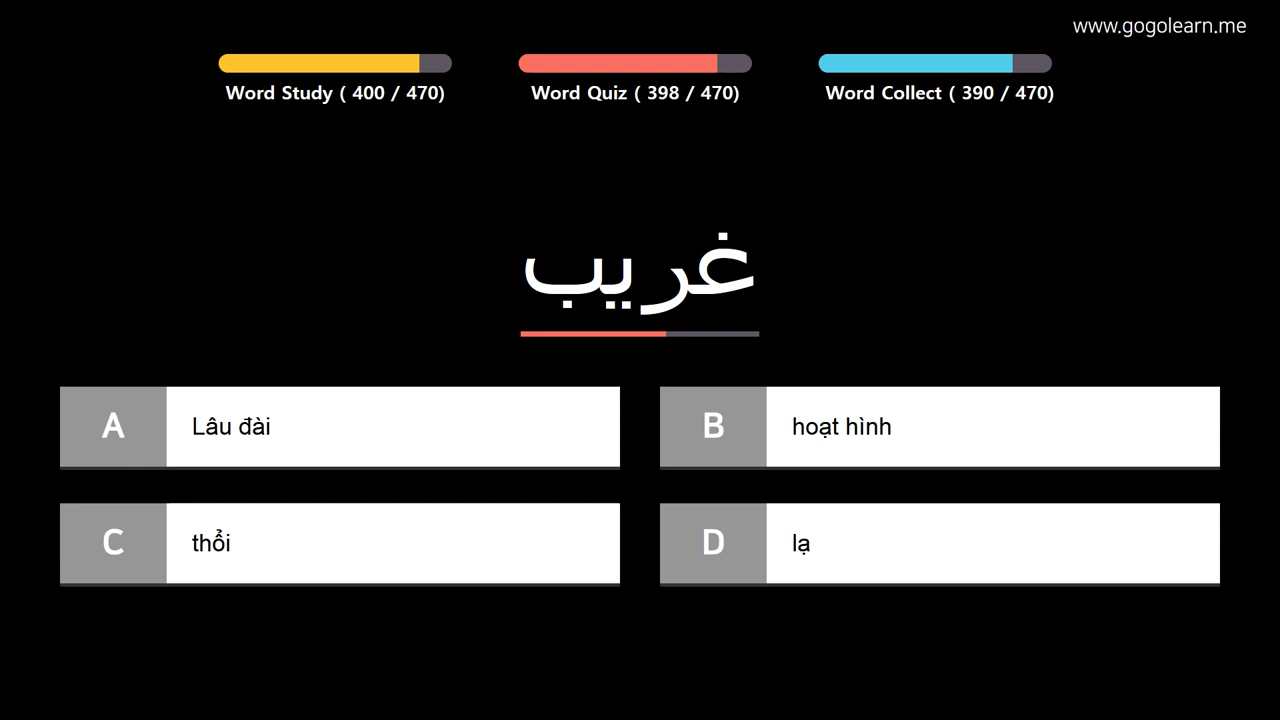 www.gogolearn.me
Word Study ( 400 / 470)
Word Quiz ( 398 / 470)
Word Collect ( 390 / 470)
غريب
A Lâu đài
B hoạt hình
C thổi
D lạ